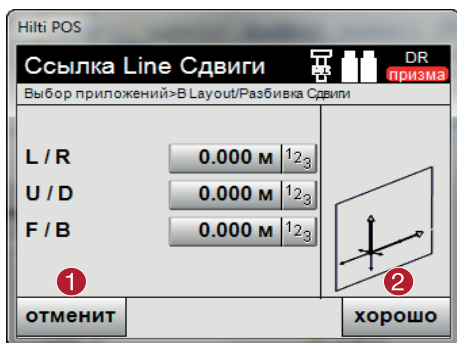 Hilti POS
Ссылка Line Сдвиги
DR
призма
Выбор приложений>В Layout/Разбивка Сдвиги
L / R 0.000 м 123
U / D 0.000 м 123
F / B 0.000 м 123
1 2
отменит хорошо